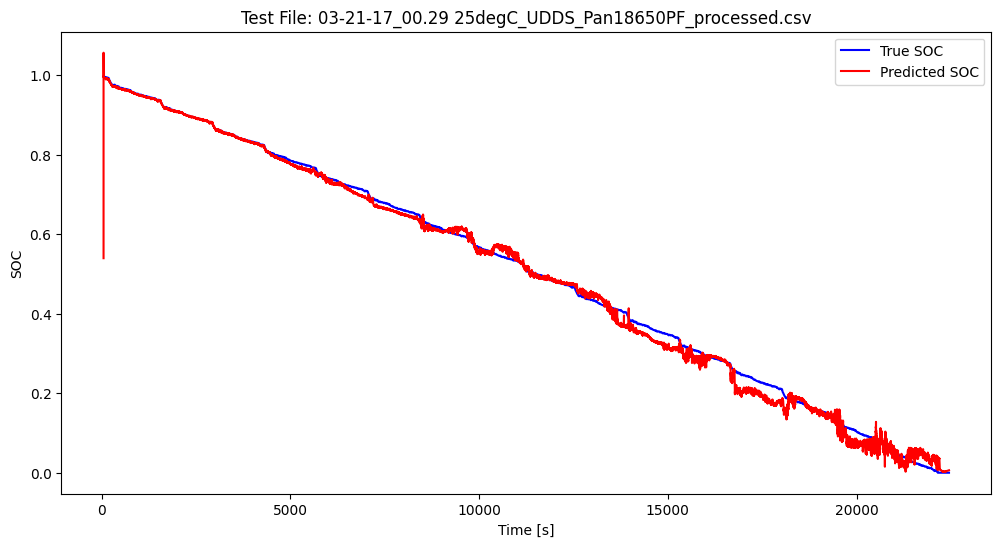 Test File: 03-21-17_00.29 25degC_UDDS_Pan18650PF_processed.csv
True SOC
Predicted SOC
1.0
0.8
0.6
0.4
0.2
0.0
SOC
0
5000
10000
15000
20000
Time [s]